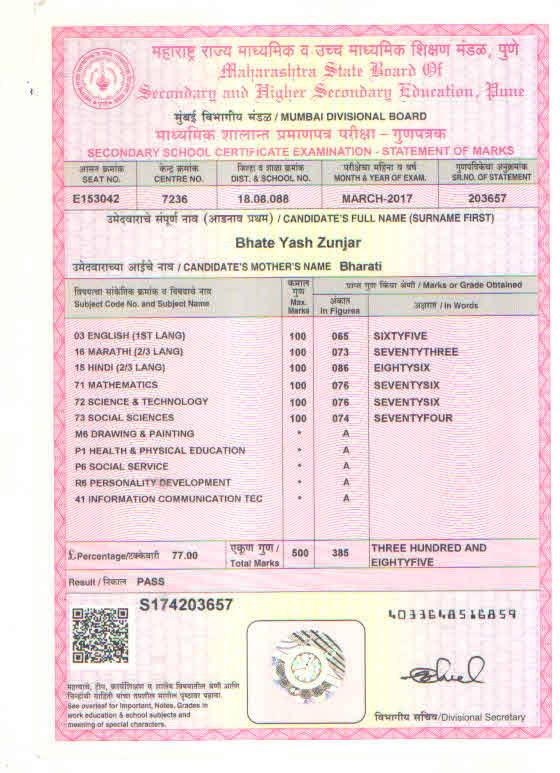 महाराष्ट्र राज्य माध्यमिक व उच्च माध्यमिक शिक्षण मंडळ, पुणे
Maharashtra State Board Of
Secondary and Higher Secondary Education, Pune
मुंबई विभागीय मंडळ / MUMBAI DIVISIONAL BOARD
माध्यमिक शालान्त प्रमाणपत्र परीक्षा – गुणपत्रक
SECONDARY SCHOOL CERTIFICATE EXAMINATION - STATEMENT OF MARKS
आसन क्रमांक केन्द्र क्रमांक जिल्हा व शाळा क्रमांक परीक्षेचा महिना व वर्ष गुणपत्रिकेचा अनुक्रमांक
SEAT NO. CENTRE NO. DIST. & SCHOOL NO. MONTH & YEAR OF EXAM. SR.NO. OF STATEMENT
E153042 7236 18.08.088 MARCH-2017 203657
उमेदवाराचे संपूर्ण नाव (आडनाव प्रथम) / CANDIDATE'S FULL NAME (SURNAME FIRST)
Bhate Yash Zunjar
उमेदवाराच्या आईचे नाव / CANDIDATE'S MOTHER'S NAME Bharati
विषयाचा सांकेतिक क्रमांक व विषयाचे नाव
Subject Code No. and Subject Name
कमाल
गुण
Max.
Marks
प्राप्त गुण किंवा श्रेणी / Marks or Grade Obtained
अंकात
In Figures
अक्षरात / In Words
03 ENGLISH (1ST LANG) 100 065 SIXTYFIVE
16 MARATHI (2/3 LANG) 100 073 SEVENTYTHREE
15 HINDI (2/3 LANG) 100 086 EIGHTYSIX
71 MATHEMATICS 100 076 SEVENTYSIX
72 SCIENCE & TECHNOLOGY 100 076 SEVENTYSIX
73 SOCIAL SCIENCES 100 074 SEVENTYFOUR
M6 DRAWING & PAINTING * A
P1 HEALTH & PHYSICAL EDUCATION * A
P6 SOCIAL SERVICE * A
R6 PERSONALITY DEVELOPMENT * A
41 INFORMATION COMMUNICATION TEC * A
£ Percentage/टक्केवारी 77.00
एकूण गुण /
Total Marks
500 385
THREE HUNDRED AND
EIGHTYFIVE
Result / निकाल PASS
S174203657
4033648516859
महत्वाचे, टीप, कार्यशिक्षण व शालेय विषयातील श्रेणी आणि
चिन्हांची माहिती यांचा तपशील मागील पृष्ठावर पहावा.
See overleaf for Important, Notes, Grades in
work education & school subjects and
meaning of special characters.
विभागीय सचिव/Divisional Secretary